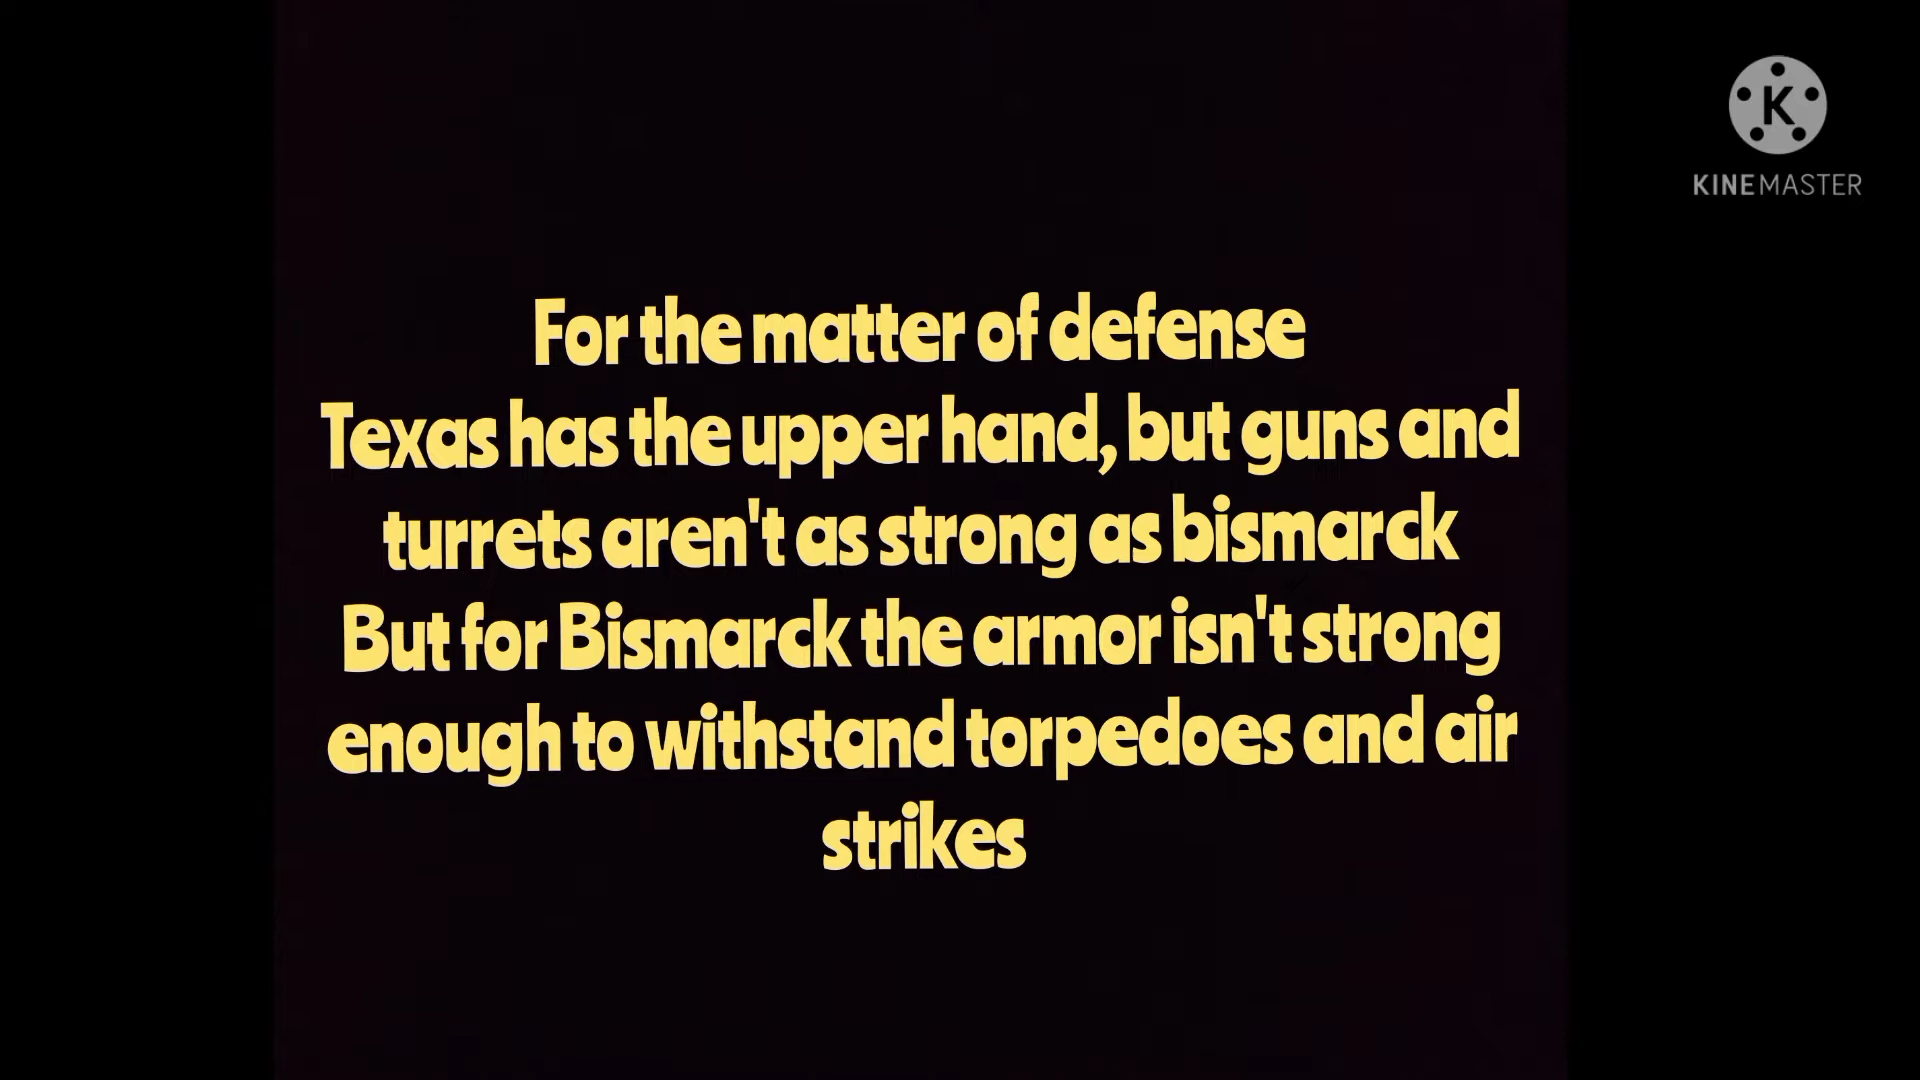 K
KINEMASTER
For the matter of defense
Texas has the upper hand, but guns and
turrets aren't as strong as bismarck
But for Bismarck the armor isn't strong
enough to withstand torpedoes and air
strikes